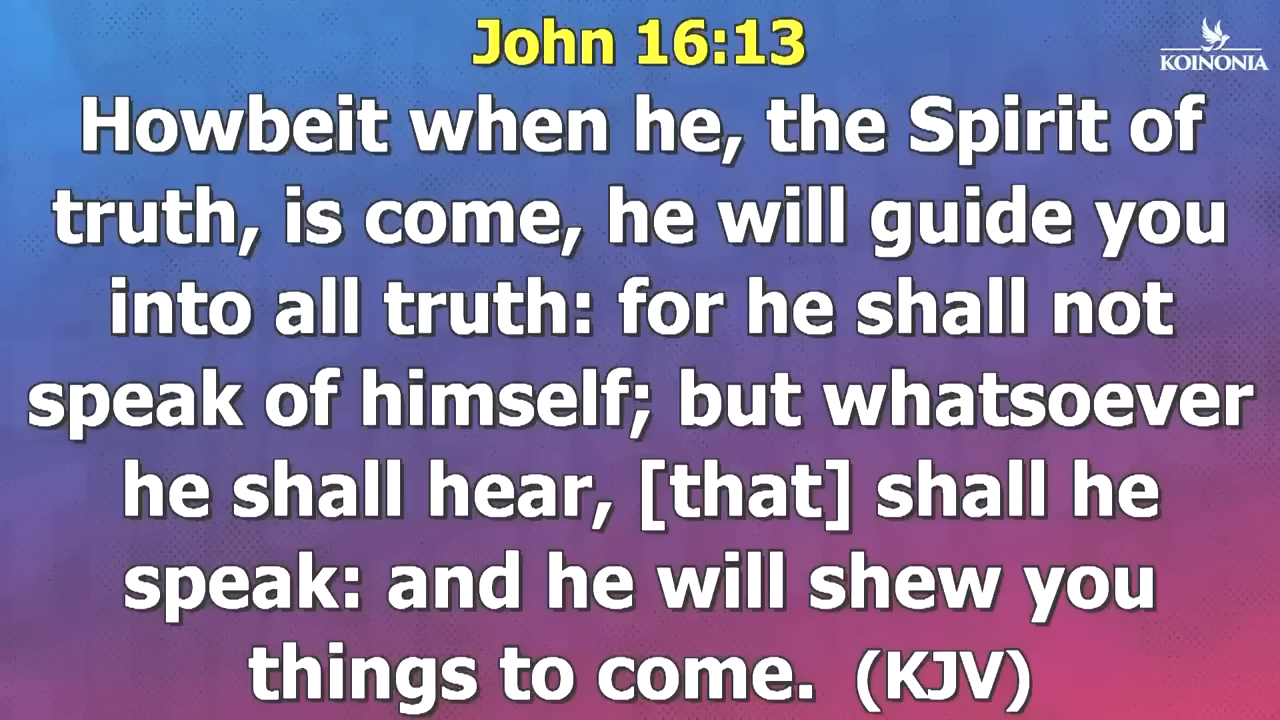 John 16:13
KOINONIA
Howbeit when he, the Spirit of
truth, is come, he will guide you
into all truth: for he shall not
speak of himself; but whatsoever
he shall hear, [that] shall he
speak: and he will shew you
things to come. (KJV)